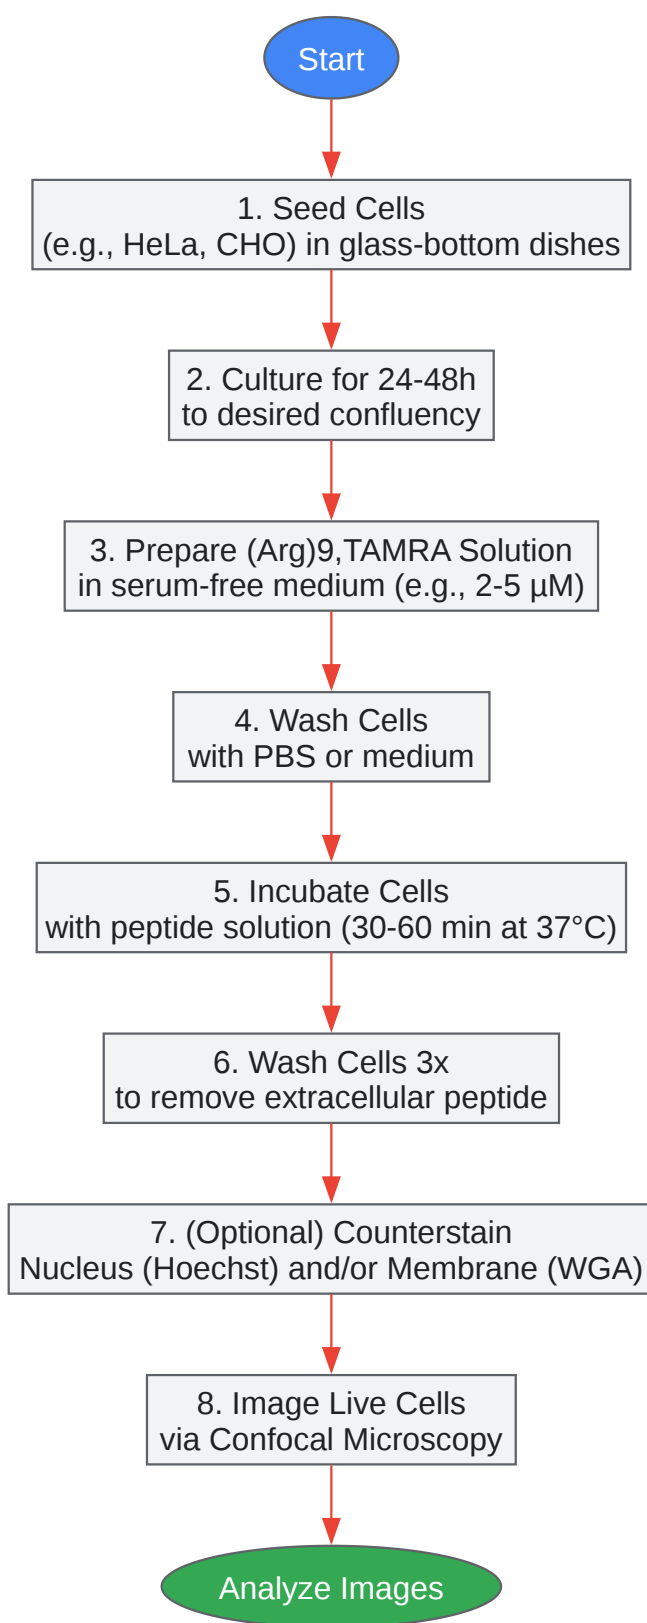 Start
1. Seed Cells
(e.g., HeLa, CHO) in glass-bottom dishes
2. Culture for 24-48h
to desired confluency
3. Prepare (Arg)9,TAMRA Solution
in serum-free medium (e.g., 2-5 µM)
4. Wash Cells
with PBS or medium
5. Incubate Cells
with peptide solution (30-60 min at 37°C)
6. Wash Cells 3x
to remove extracellular peptide
7. (Optional) Counterstain
Nucleus (Hoechst) and/or Membrane (WGA)
8. Image Live Cells
via Confocal Microscopy
Analyze Images